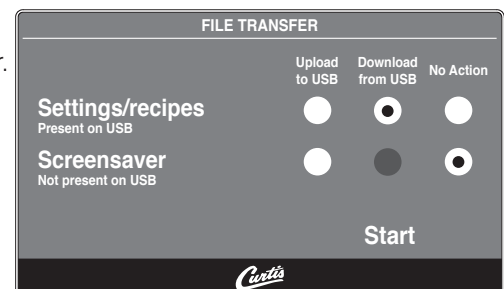 FILE TRANSFER
r.
Upload to USB
Download from USB
No Action
Settings/recipes
Present on USB
Screensaver
Not present on USB
Start
Curtis